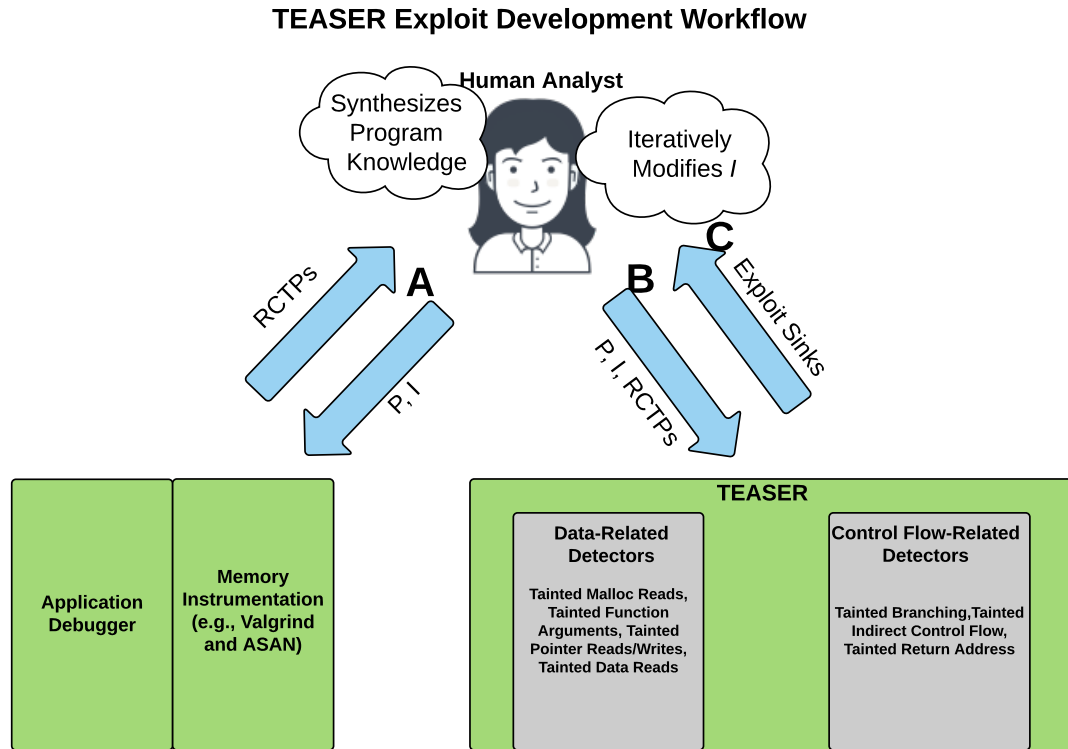 TEASER Exploit Development Workflow
Human Analyst
Synthesizes
Program
Knowledge
Iteratively
Modifies I
C
A
B
RCTPs
P, I
P, I, RCTPs
Exploit Sinks
Application
Debugger
Memory
Instrumentation
(e.g., Valgrind
and ASAN)
TEASER
Data-Related
Detectors
Tainted Malloc Reads,
Tainted Function
Arguments, Tainted
Pointer Reads/Writes,
Tainted Data Reads
Control Flow-Related
Detectors
Tainted Branching,Tainted
Indirect Control Flow,
Tainted Return Address